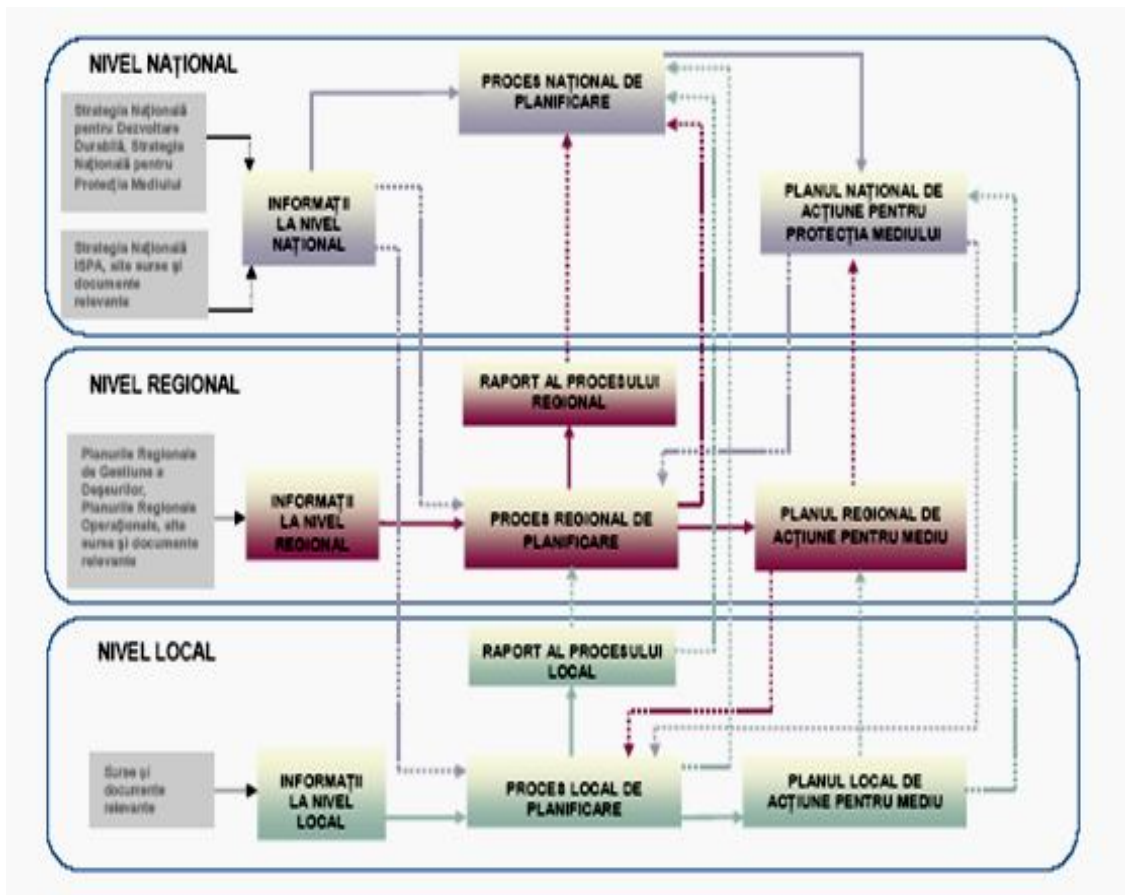 NIVEL NAȚIONAL
Strategia Națională
pentru Dezvoltare
Durabilă, Strategia
Națională pentru
Protecția Mediului
Strategia Națională
ISPA, alte surse și
documente
relevante
INFORMAȚII
LA NIVEL
NAȚIONAL
PROCES NAȚIONAL DE
PLANIFICARE
PLANUL NAȚIONAL DE
ACȚIUNE PENTRU
PROTECȚIA MEDIULUI
NIVEL REGIONAL
Planurile Regionale
de Gestiune a
Deșeurilor,
Planurile Regionale
Operaționale, alte
surse și documente
relevante
INFORMAȚII
LA NIVEL
REGIONAL
RAPORT AL PROCESULUI
REGIONAL
PROCES REGIONAL DE
PLANIFICARE
PLANUL REGIONAL DE
ACȚIUNE PENTRU MEDIU
NIVEL LOCAL
Surse și
documente
relevante
INFORMAȚII
LA NIVEL
LOCAL
RAPORT AL PROCESULUI
LOCAL
PROCES LOCAL DE
PLANIFICARE
PLANUL LOCAL DE
ACȚIUNE PENTRU MEDIU